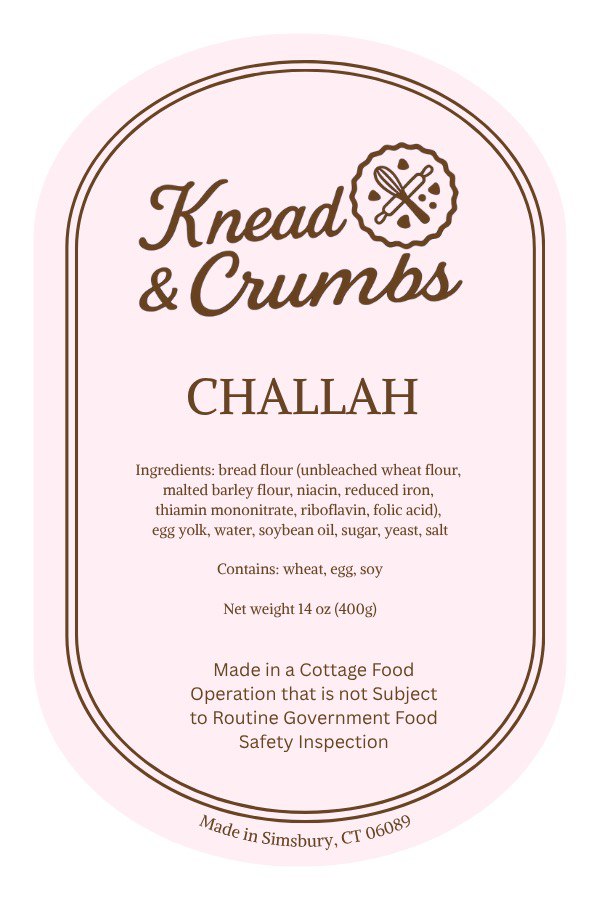 Knead
& Crumbs
CHALLAH
Ingredients: bread flour (unbleached wheat flour,
malted barley flour, niacin, reduced iron,
thiamin mononitrate, riboflavin, folic acid),
egg yolk, water, soybean oil, sugar, yeast, salt
Contains: wheat, egg, soy
Net weight 14 oz (400g)
Made in a Cottage Food
Operation that is not Subject
to Routine Government Food
Safety Inspection
Made in Simsbury, CT 06089